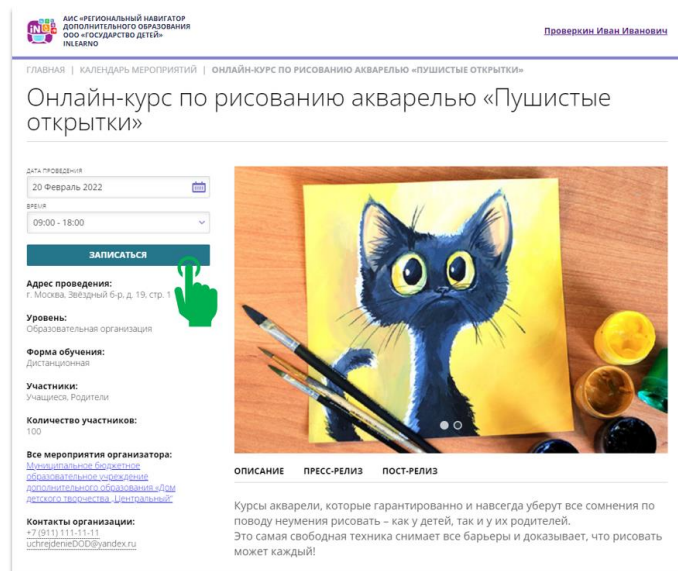 АИС «РЕГИОНАЛЬНЫЙ НАВИГАТОР
ДОПОЛНИТЕЛЬНОГО ОБРАЗОВАНИЯ
ООО «ГОСУДАРСТВО ДЕТЕЙ»
INLEARNO
Проверкин Иван Иванович
ГЛАВНАЯ | КАЛЕНДАРЬ МЕРОПРИЯТИЙ | ОНЛАЙН-КУРС ПО РИСОВАНИЮ АКВАРЕЛЬЮ «ПУШИСТЫЕ ОТКРЫТКИ»
Онлайн-курс по рисованию акварелью «Пушистые
открытки»
ДАТА ПРОВЕДЕНИЯ
20 Февраль 2022
ВРЕМЯ
09:00 - 18:00
ЗАПИСАТЬСЯ
Адрес проведения:
г. Москва, Звёздный б-р, д. 19, стр. 1
Уровень:
Образовательная организация
Форма обучения:
Дистанционная
Участники:
Учащиеся, Родители
Количество участников:
100
Все мероприятия организатора:
Муниципальное бюджетное
образовательное учреждение
дополнительного образования «Дом
детского творчества „Центральный"
Контакты организации:
+7 (911) 111-11-11
uchrejdenieDOD@yandex.ru
ОПИСАНИЕ ПРЕСС-РЕЛИЗ ПОСТ-РЕЛИЗ
Курсы акварели, которые гарантированно и навсегда уберут все сомнения по
поводу неумения рисовать – как у детей, так и у их родителей.
Это самая свободная техника снимает все барьеры и доказывает, что рисовать
может каждый!